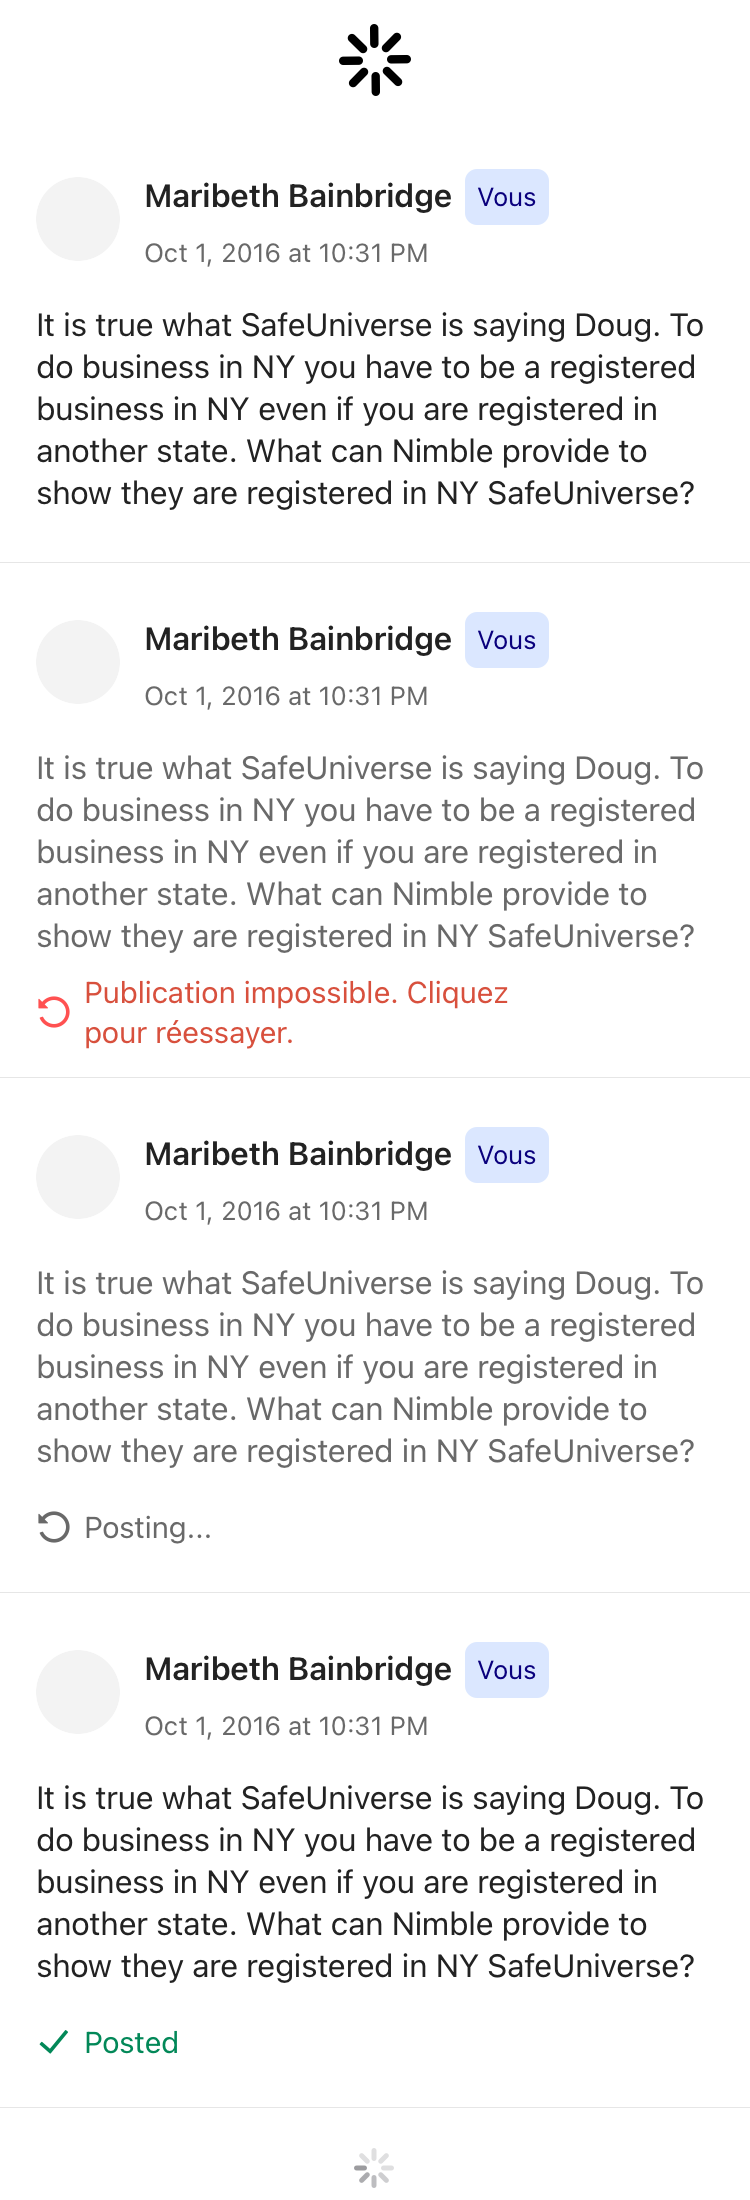 Maribeth Bainbridge Vous
Oct 1, 2016 at 10:31 PM
It is true what SafeUniverse is saying Doug. To
do business in NY you have to be a registered
business in NY even if you are registered in
another state. What can Nimble provide to
show they are registered in NY SafeUniverse?
Maribeth Bainbridge Vous
Oct 1, 2016 at 10:31 PM
It is true what SafeUniverse is saying Doug. To
do business in NY you have to be a registered
business in NY even if you are registered in
another state. What can Nimble provide to
show they are registered in NY SafeUniverse?
Publication impossible. Cliquez
pour réessayer.
Maribeth Bainbridge Vous
Oct 1, 2016 at 10:31 PM
It is true what SafeUniverse is saying Doug. To
do business in NY you have to be a registered
business in NY even if you are registered in
another state. What can Nimble provide to
show they are registered in NY SafeUniverse?
Posting...
Maribeth Bainbridge Vous
Oct 1, 2016 at 10:31 PM
It is true what SafeUniverse is saying Doug. To
do business in NY you have to be a registered
business in NY even if you are registered in
another state. What can Nimble provide to
show they are registered in NY SafeUniverse?
Posted